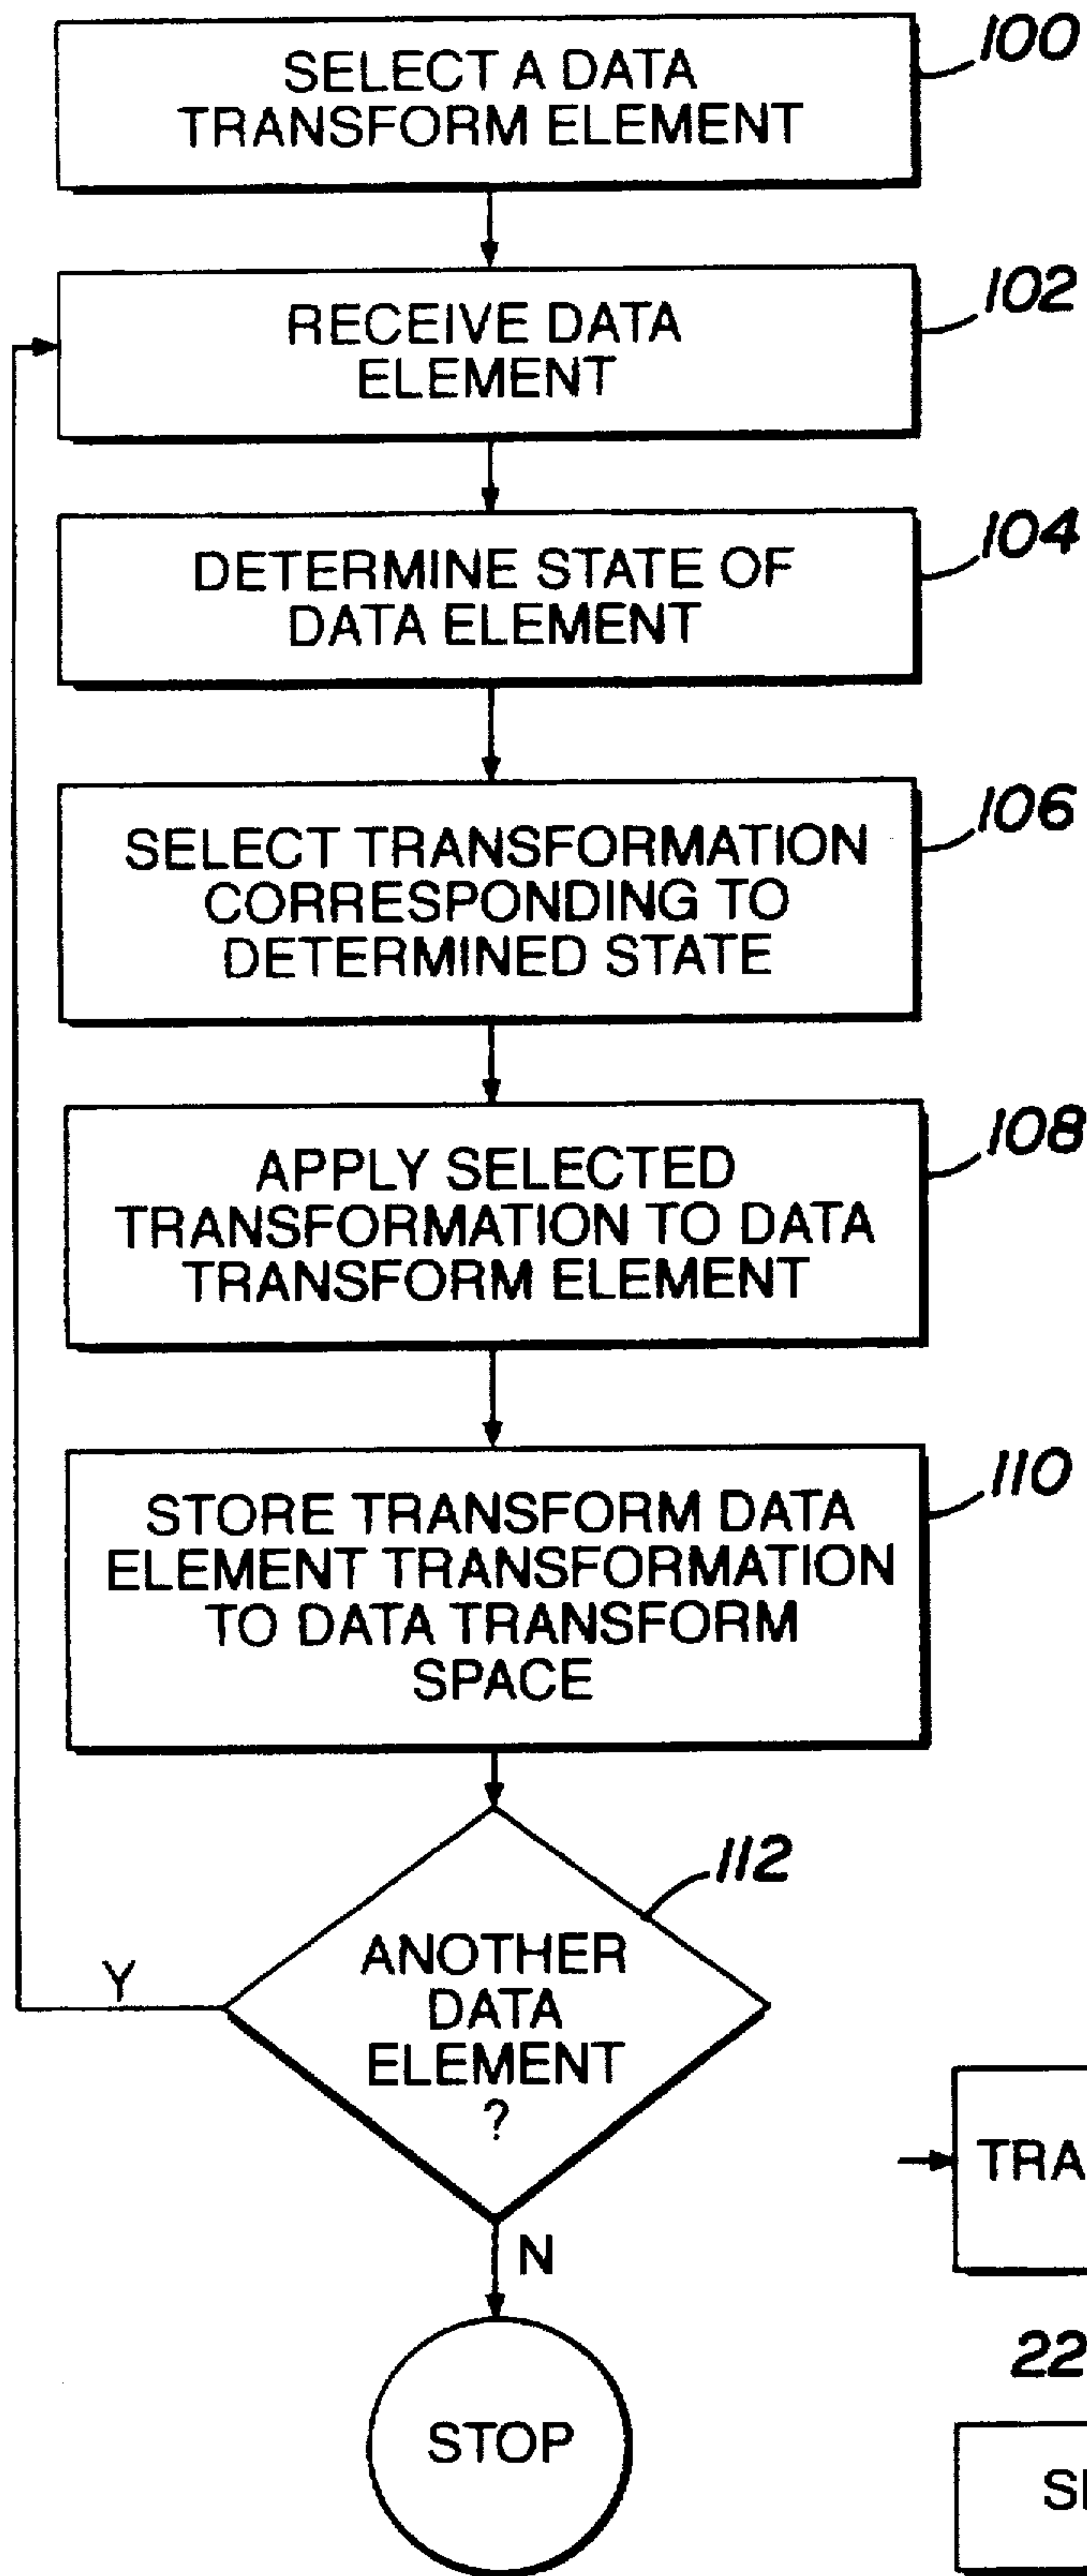 SELECT A DATA
TRANSFORM ELEMENT
100
RECEIVE DATA
ELEMENT
102
DETERMINE STATE OF
DATA ELEMENT
104
SELECT TRANSFORMATION
CORRESPONDING TO
DETERMINED STATE
106
APPLY SELECTED
TRANSFORMATION TO DATA
TRANSFORM ELEMENT
108
STORE TRANSFORM DATA
ELEMENT TRANSFORMATION
TO DATA TRANSFORM
SPACE
110
112
ANOTHER
DATA
ELEMENT
?
Y
N
STOP
TRA
22